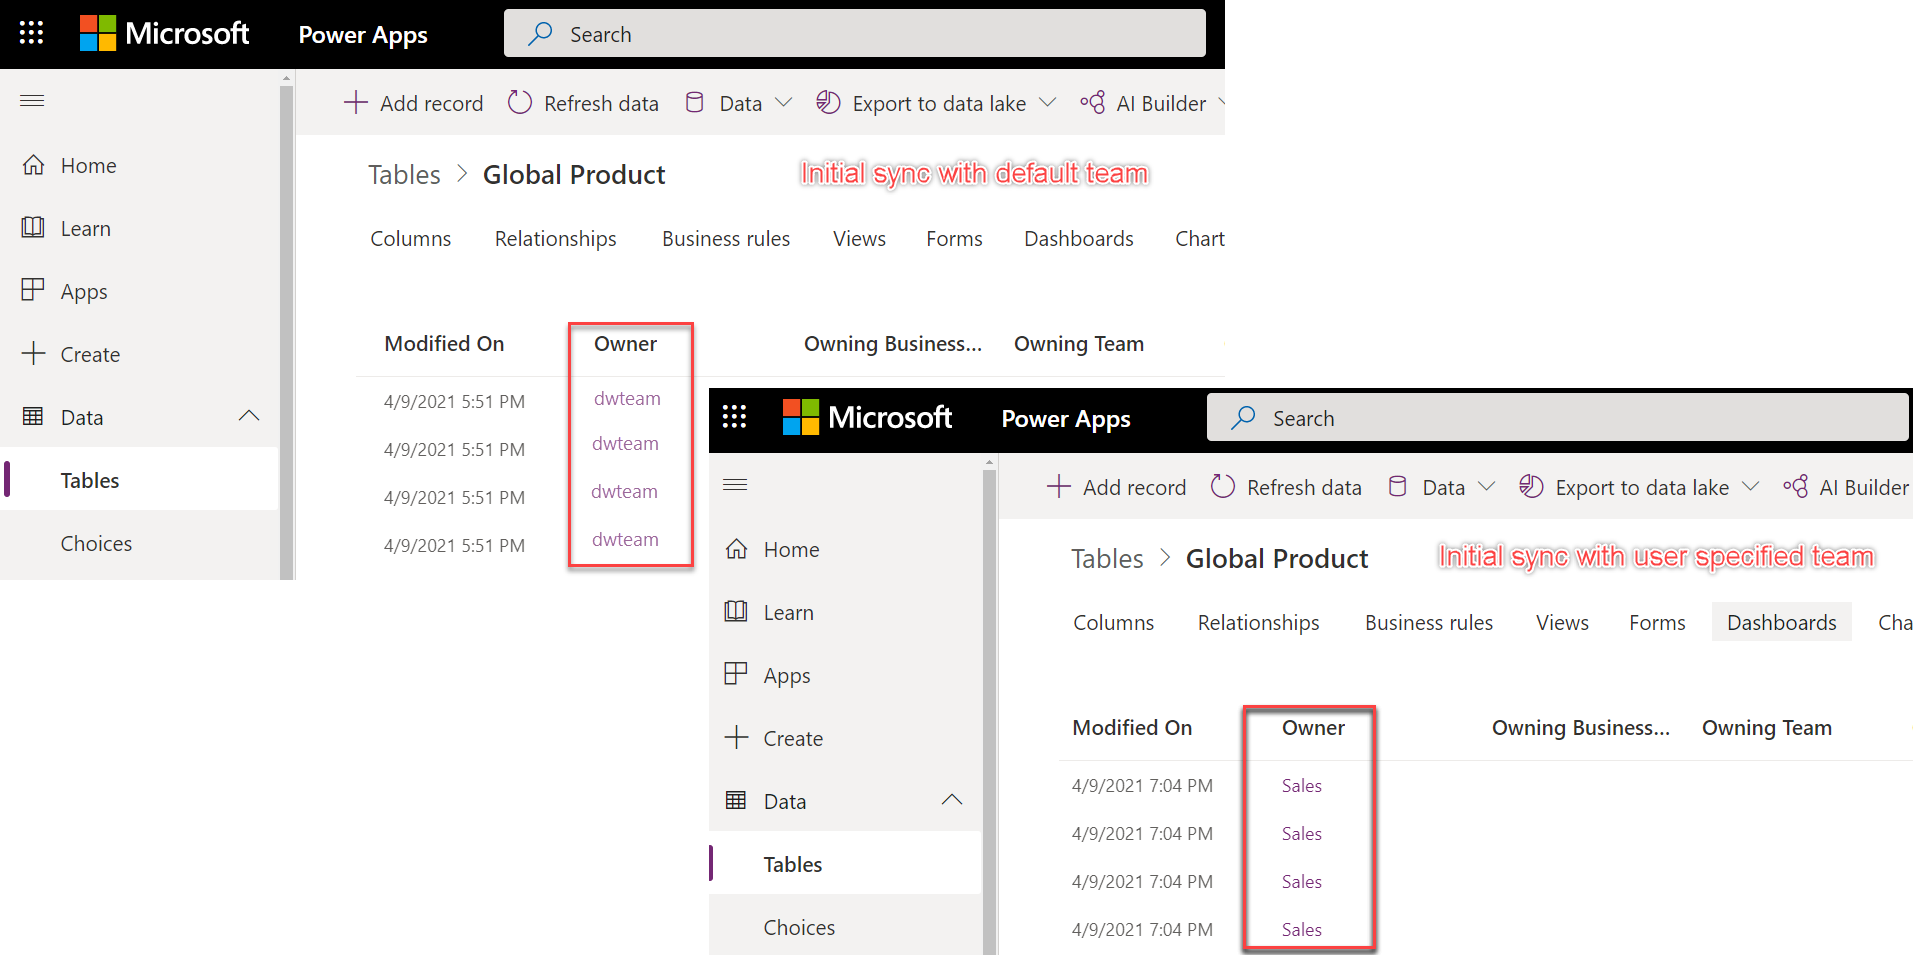 Microsoft Power Apps Search
Add record Refresh data Data Export to data lake AI Builder
Home
Learn
Apps
Create
Data
Tables
Choices
Tables > Global Product Initial sync with default team
Columns Relationships Business rules Views Forms Dashboards Chart
Modified On Owner Owning Business... Owning Team
4/9/2021 5:51 PM dwteam
4/9/2021 5:51 PM dwteam
4/9/2021 5:51 PM dwteam
4/9/2021 5:51 PM dwteam
Microsoft Power Apps Search
Add record Refresh data Data Export to data lake AI Builder
Home
Learn
Apps
Create
Data
Tables
Choices
Tables > Global Product Initial sync with user specified team
Columns Relationships Business rules Views Forms Dashboards Cha
Modified On Owner Owning Business... Owning Team
4/9/2021 7:04 PM Sales
4/9/2021 7:04 PM Sales
4/9/2021 7:04 PM Sales
4/9/2021 7:04 PM Sales